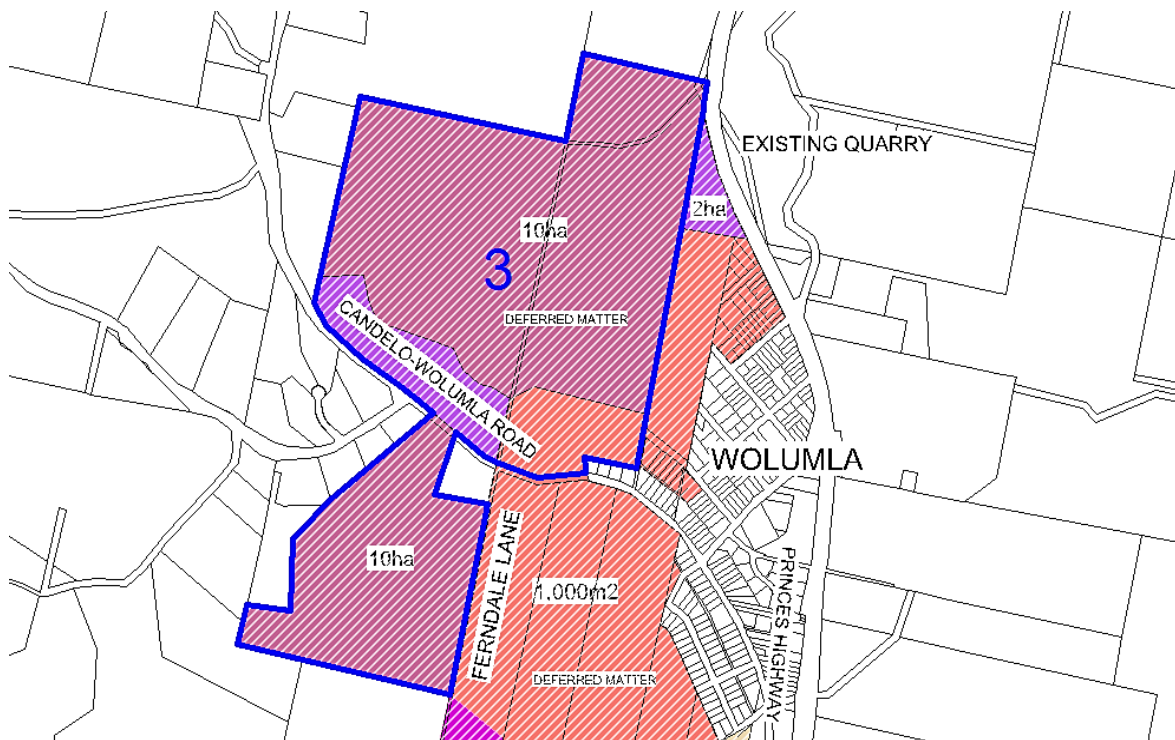 EXISTING QUARRY
2ha
10ha
3
CANDELO-WOLUMLA ROAD
DEFERRED MATTER
WOLUMLA
10ha
FERNDALE LANE
1,000m2
PRINCES HIGHWAY
DEFERRED MATTER